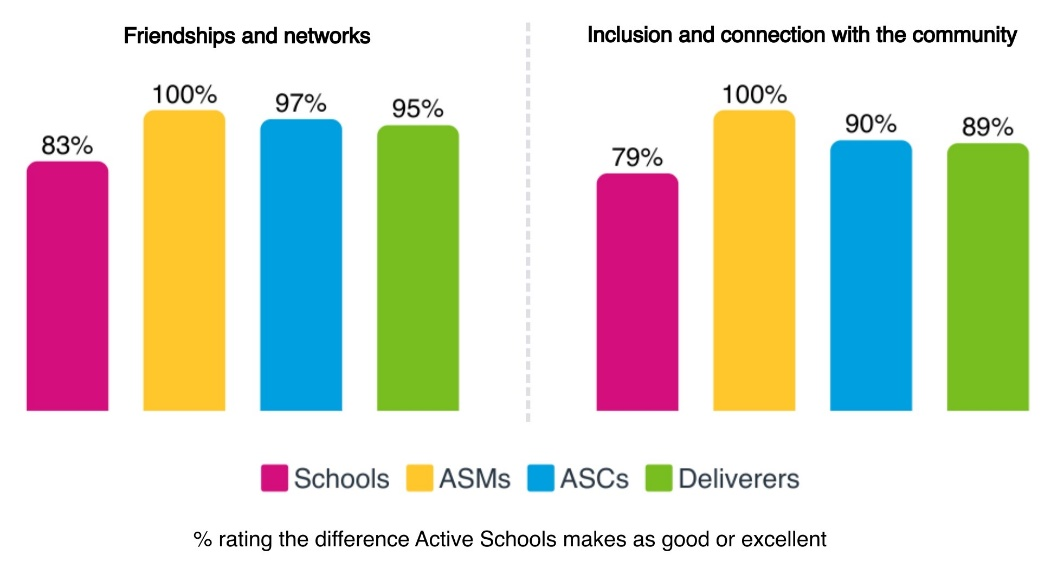 Friendships and networks
83%
100%
97%
95%
Inclusion and connection with the community
79%
100%
90%
89%
Schools
ASMs
ASCs
Deliverers
% rating the difference Active Schools makes as good or excellent